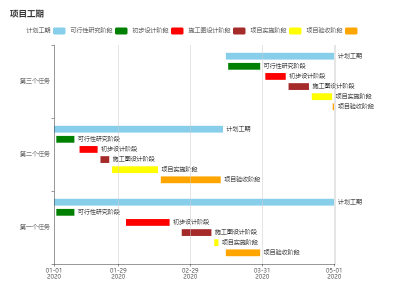 项目工期
计划工期 可行性研究阶段 初步设计阶段 施工图设计阶段 项目实施阶段 项目验收阶段
计划工期
可行性研究阶段
初步设计阶段
第三个任务
施工图设计阶段
项目实施阶段
项目验收阶段
计划工期
可行性研究阶段
初步设计阶段
第二个任务
施工图设计阶段
项目实施阶段
项目验收阶段
计划工期
可行性研究阶段
初步设计阶段
第一个任务
施工图设计阶段
项目实施阶段
项目验收阶段
01-01 01-29 02-29 03-31 05-01
2020 2020 2020 2020 2020